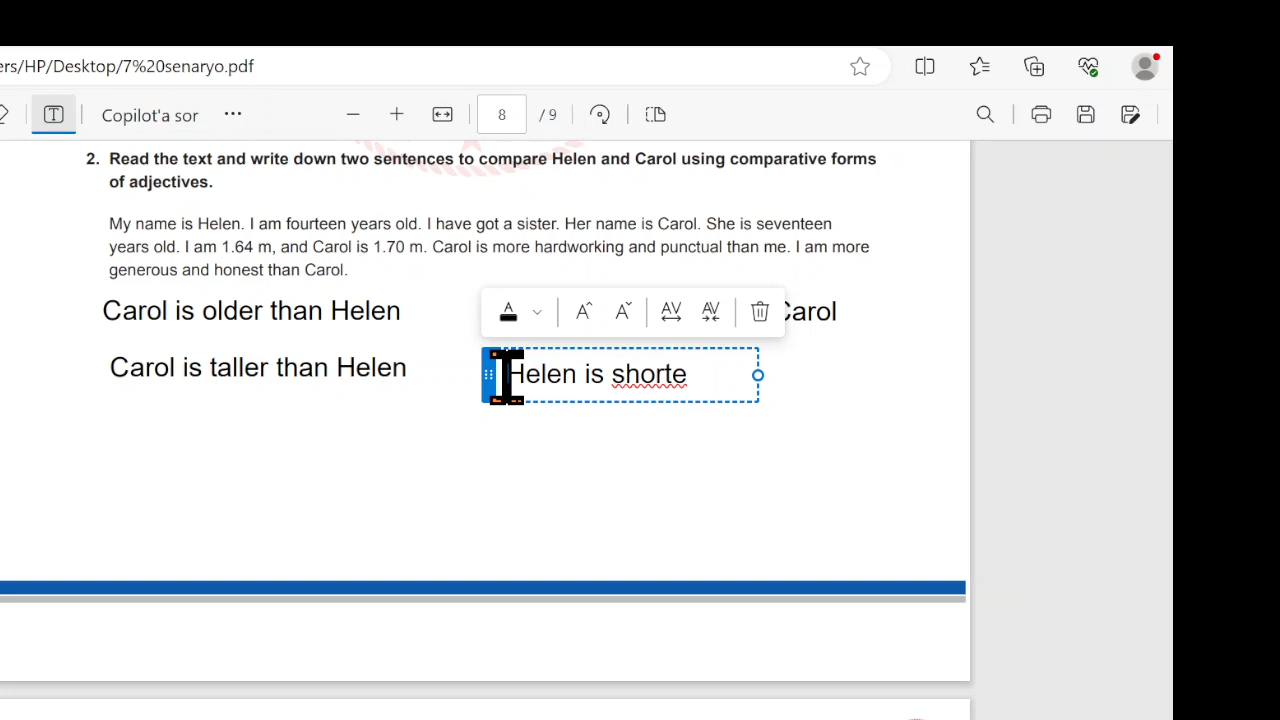 ers/HP/Desktop/7%20senaryo.pdf
Copilot'a sor
8 / 9
2. Read the text and write down two sentences to compare Helen and Carol using comparative forms
of adjectives.
My name is Helen. I am fourteen years old. I have got a sister. Her name is Carol. She is seventeen
years old. I am 1.64 m, and Carol is 1.70 m. Carol is more hardworking and punctual than me. I am more
generous and honest than Carol.
Carol is older than Helen
Carol
Carol is taller than Helen
Helen is shorte